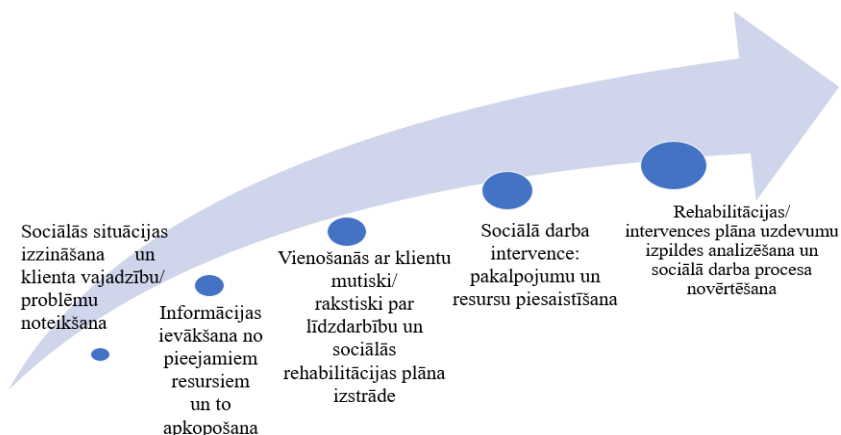 Sociālās situācijas
izzināšana un
klienta vajadzību/
problēmu
noteikšana
Informācijas
ievākšana no
pieejamiem
resursiem
un to
apkopošana
Vienošanās ar klientu
mutiski/
rakstiski par
līdzdarbību un
sociālās
rehabilitācijas plāna
izstrāde
Sociālā darba
intervence:
pakalpojumu un
resursu piesaistīšana
Rehabilitācijas/
intervences plāna uzdevumu
izpildes analizēšana un
sociālā darba procesa
novērtēšana